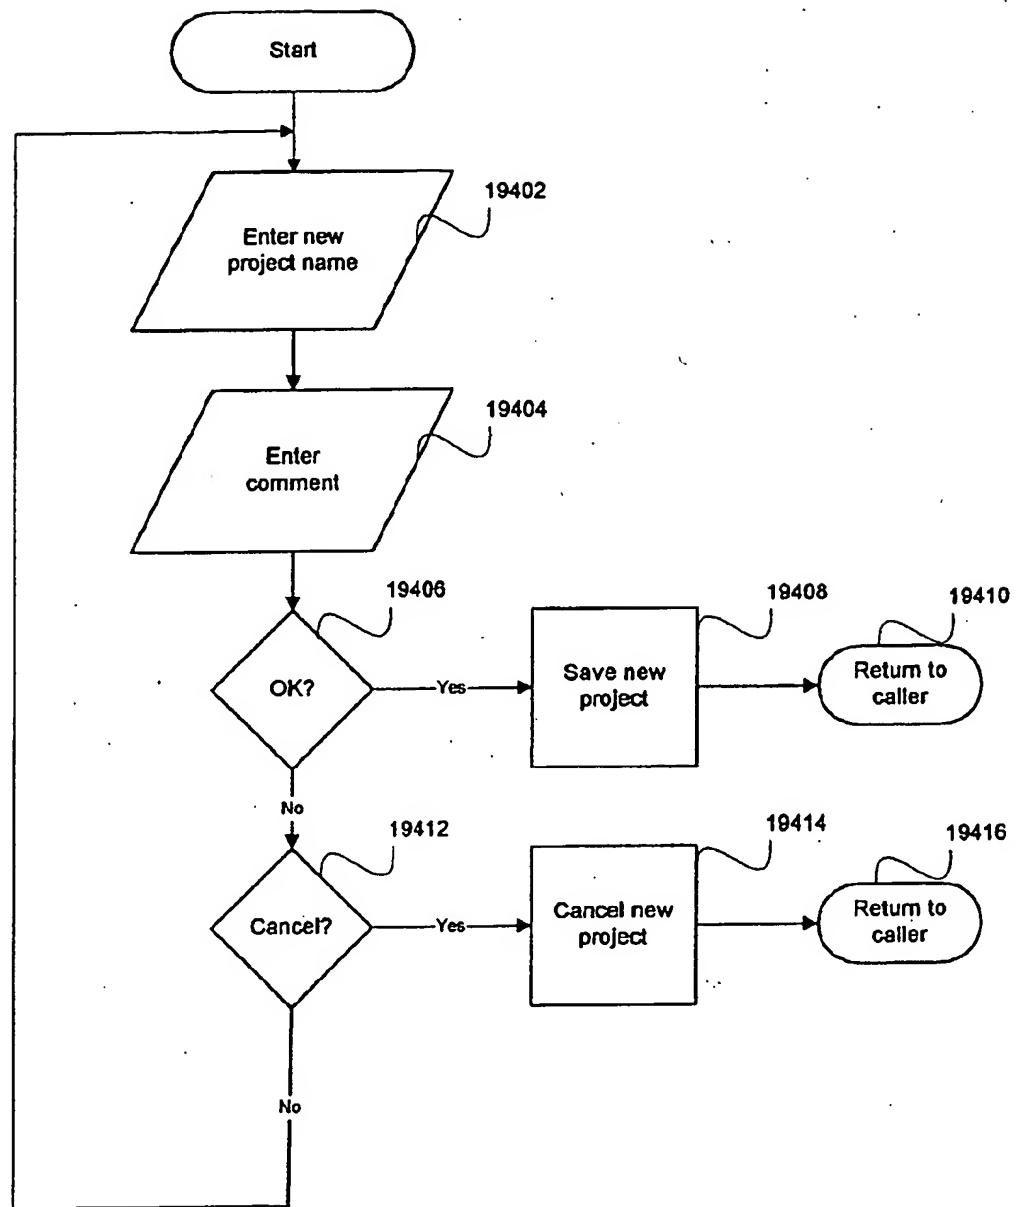 Start
19402
Enter new
project name
19404
Enter
comment
19406
OK?
Yes
19408
Save new
project
19410
Return to
caller
No
19412
Cancel?
Yes
19414
Cancel new
project
19416
Return to
caller
No